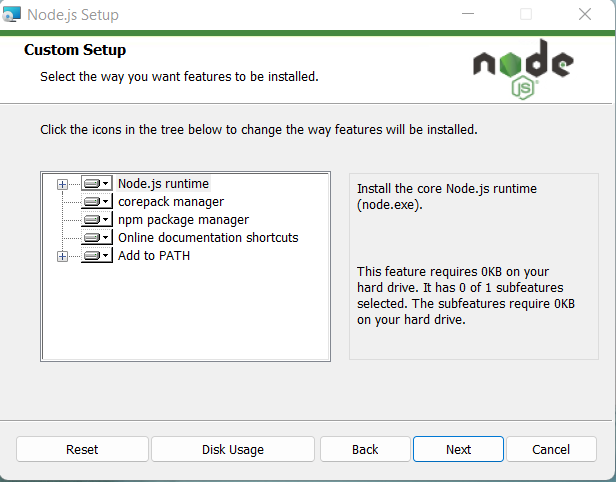 Node.js Setup
Custom Setup
Select the way you want features to be installed.
node
JS
Click the icons in the tree below to change the way features will be installed.
Node.js runtime
corepack manager
npm package manager
Online documentation shortcuts
Add to PATH
Install the core Node.js runtime
(node.exe).
This feature requires 0KB on your
hard drive. It has 0 of 1 subfeatures
selected. The subfeatures require 0KB
on your hard drive.
Reset
Disk Usage
Back
Next
Cancel